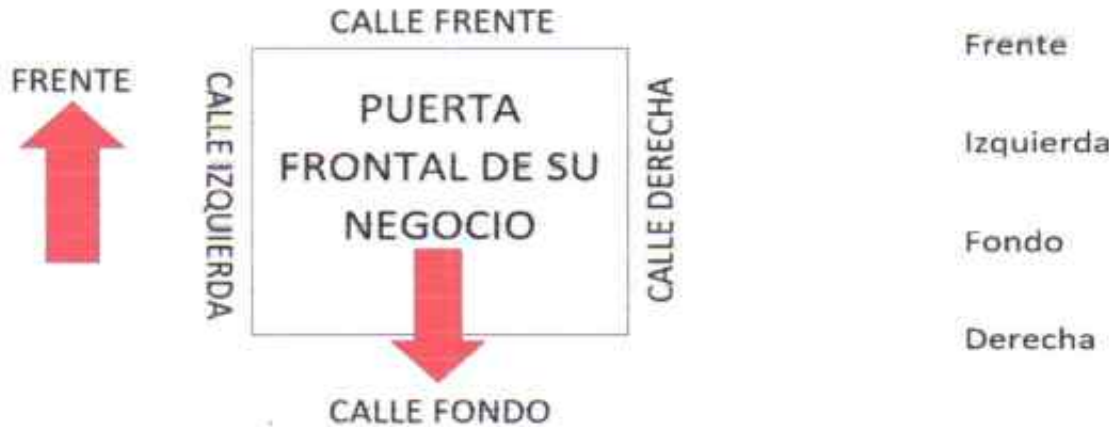 CALLE FRENTE
FRENTE
CALLE IZQUIERDA
PUERTA
FRONTAL DE SU
NEGOCIO
CALLE DERECHA
CALLE FONDO
Frente
Izquierda
Fondo
Derecha